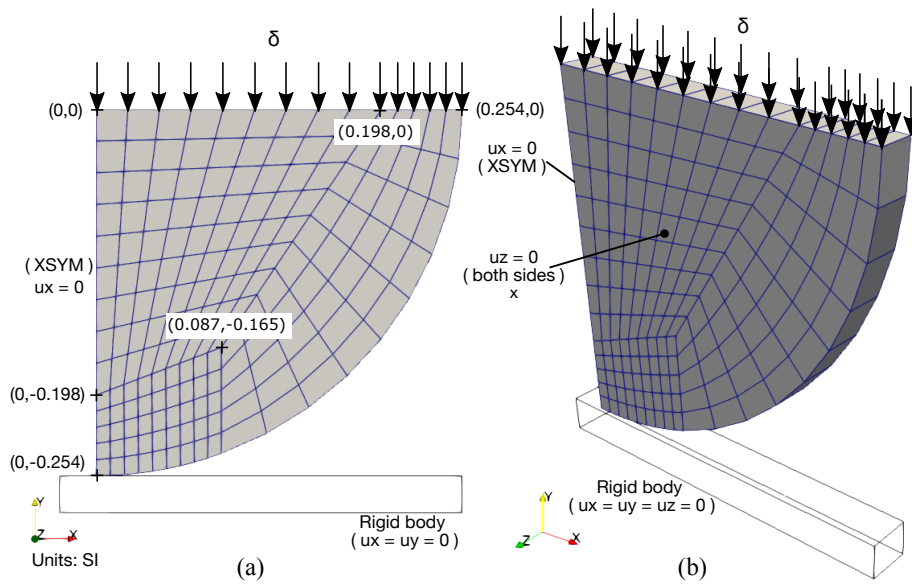 δ
(0,0)
(0.198,0)
(0.254,0)
(XSYM)
ux = 0
(0.087,-0.165)
(0,-0.198)
(0,-0.254)
Y
Z
X
Units: SI
Rigid body
( ux = uy = 0 )
(a)
δ
ux = 0
( XSYM )
uz = 0
( both sides )
x
Rigid body
( ux = uy = uz = 0 )
Y
Z
X
(b)